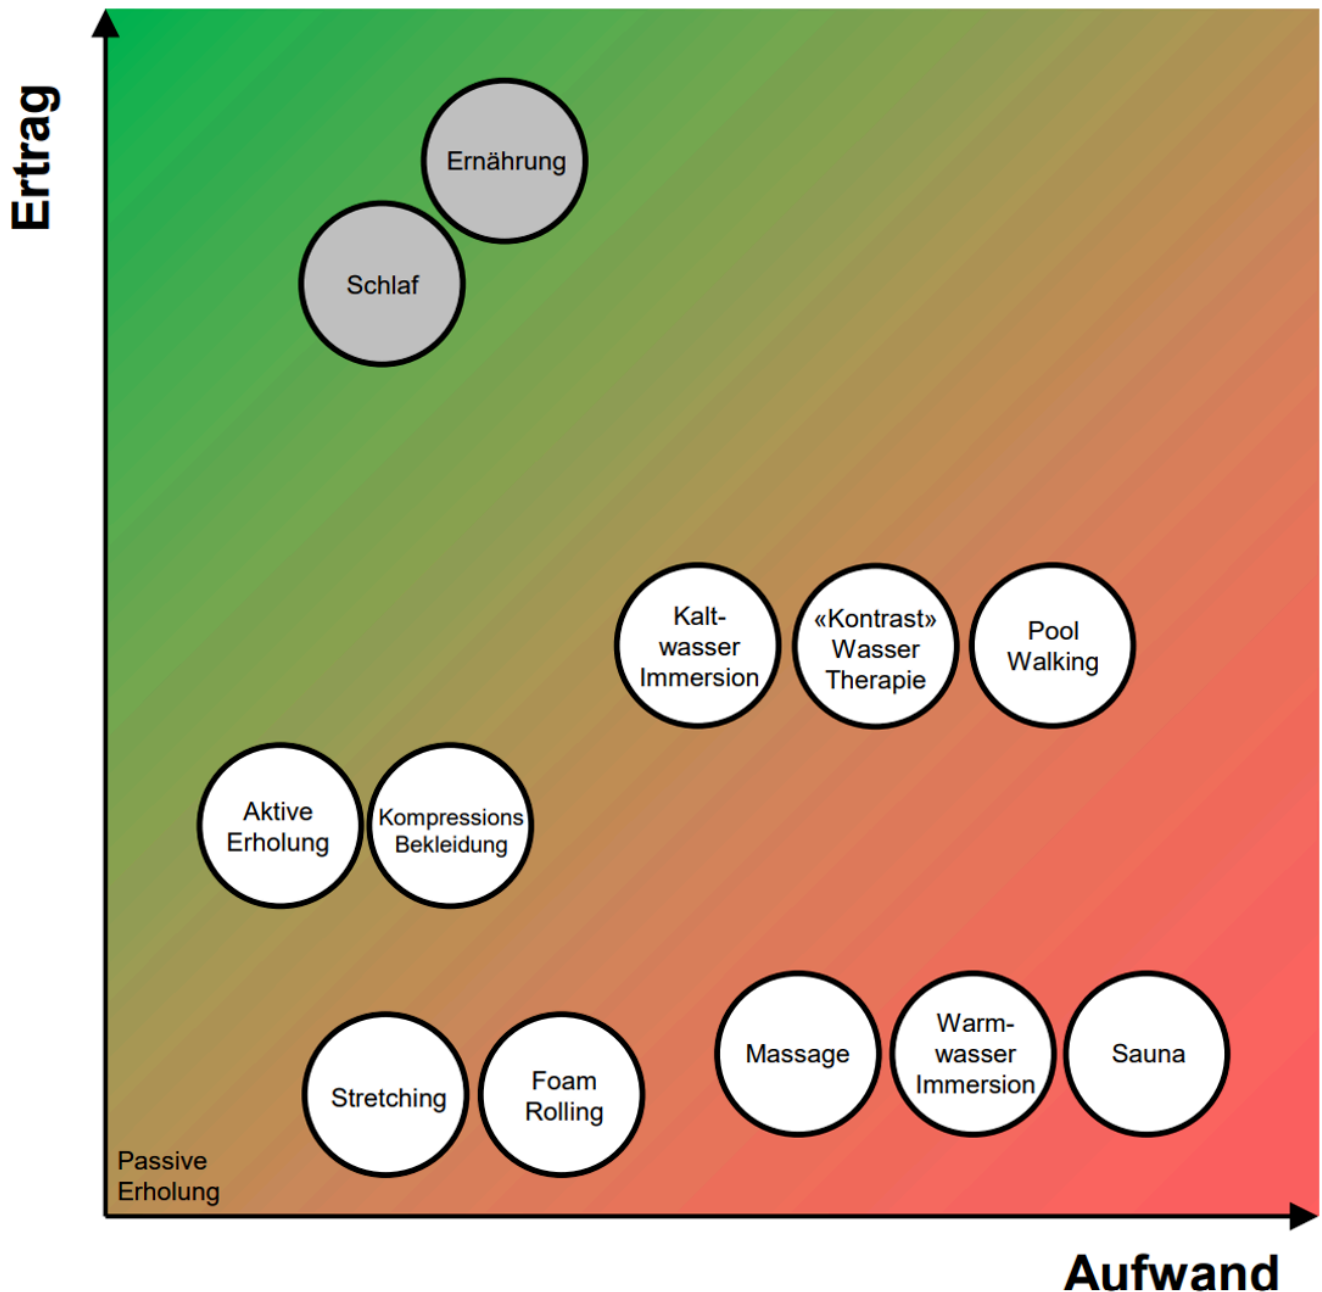 Ertrag
Ernährung
Schlaf
Kalt-
wasser
Immersion
«Kontrast»
Wasser
Therapie
Pool
Walking
Aktive
Erholung
Kompressions
Bekleidung
Stretching
Foam
Rolling
Massage
Warm-
wasser
Immersion
Sauna
Passive
Erholung
Aufwand